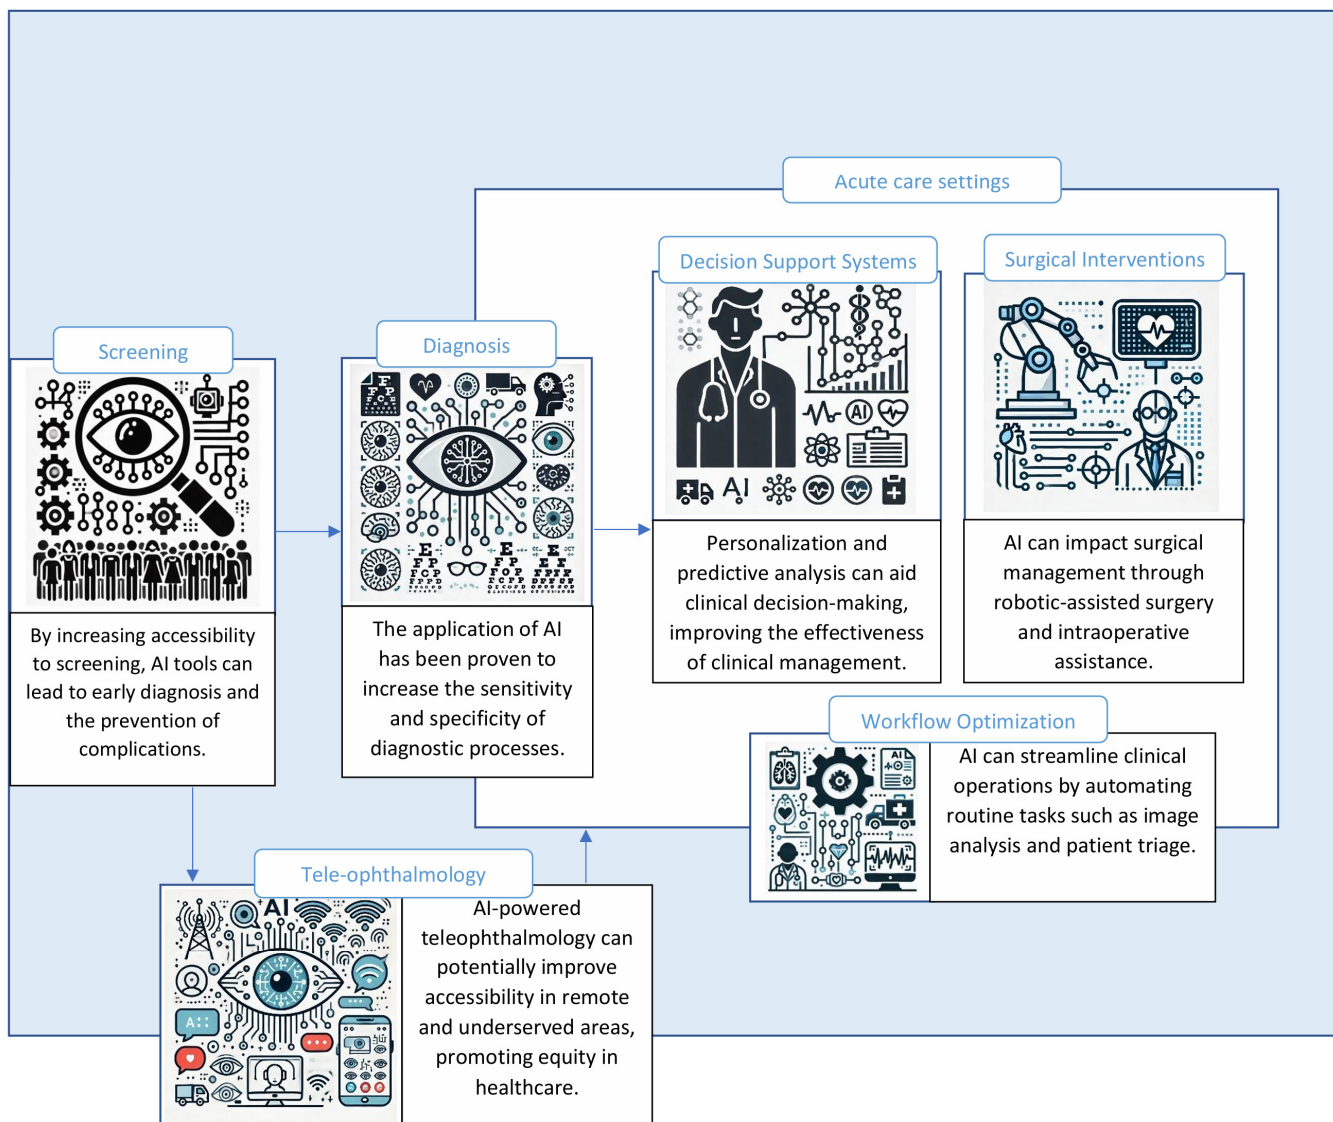 Acute care settings
Decision Support Systems
Surgical Interventions
Screening
Diagnosis
AI
AI
Personalization and
predictive analysis can aid
clinical decision-making,
improving the effectiveness
of clinical management.
AI can impact surgical
management through
robotic-assisted surgery
and intraoperative
assistance.
By increasing accessibility
to screening, AI tools can
lead to early diagnosis and
the prevention of
complications.
The application of AI
has been proven to
increase the sensitivity
and specificity of
diagnostic processes.
Workflow Optimization
AI
AI can streamline clinical
operations by automating
routine tasks such as image
analysis and patient triage.
Tele-ophthalmology
AI
AI-powered
teleophthalmology can
potentially improve
accessibility in remote
and underserved areas,
promoting equity in
healthcare.